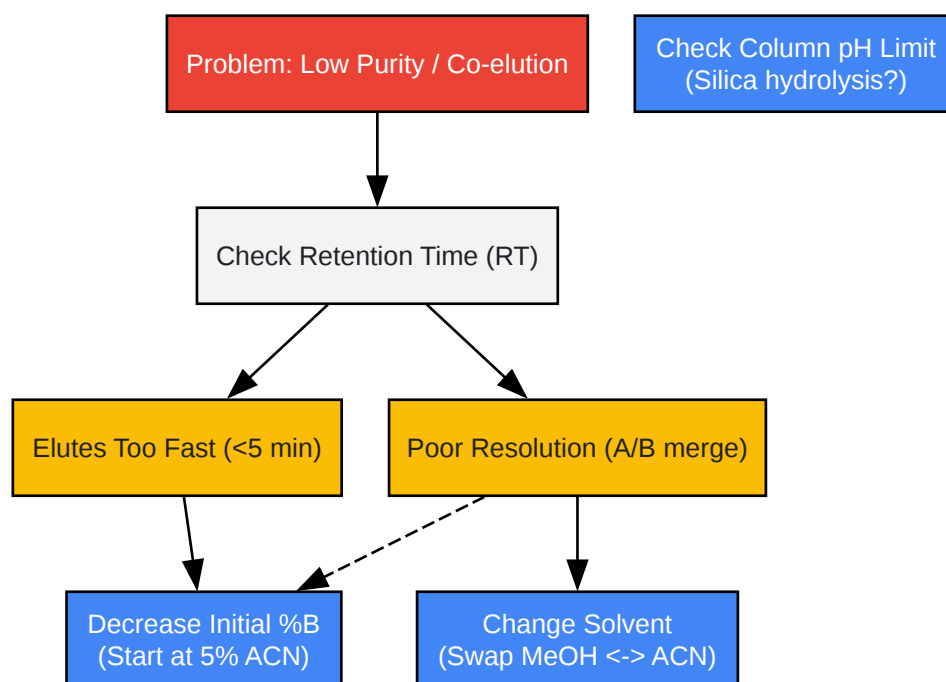 Problem: Low Purity / Co-elution
Check Column pH Limit
(Silica hydrolysis?)
Check Retention Time (RT)
Elutes Too Fast (<5 min)
Poor Resolution (A/B merge)
Decrease Initial %B
(Start at 5% ACN)
Change Solvent
(Swap MeOH <-> ACN)